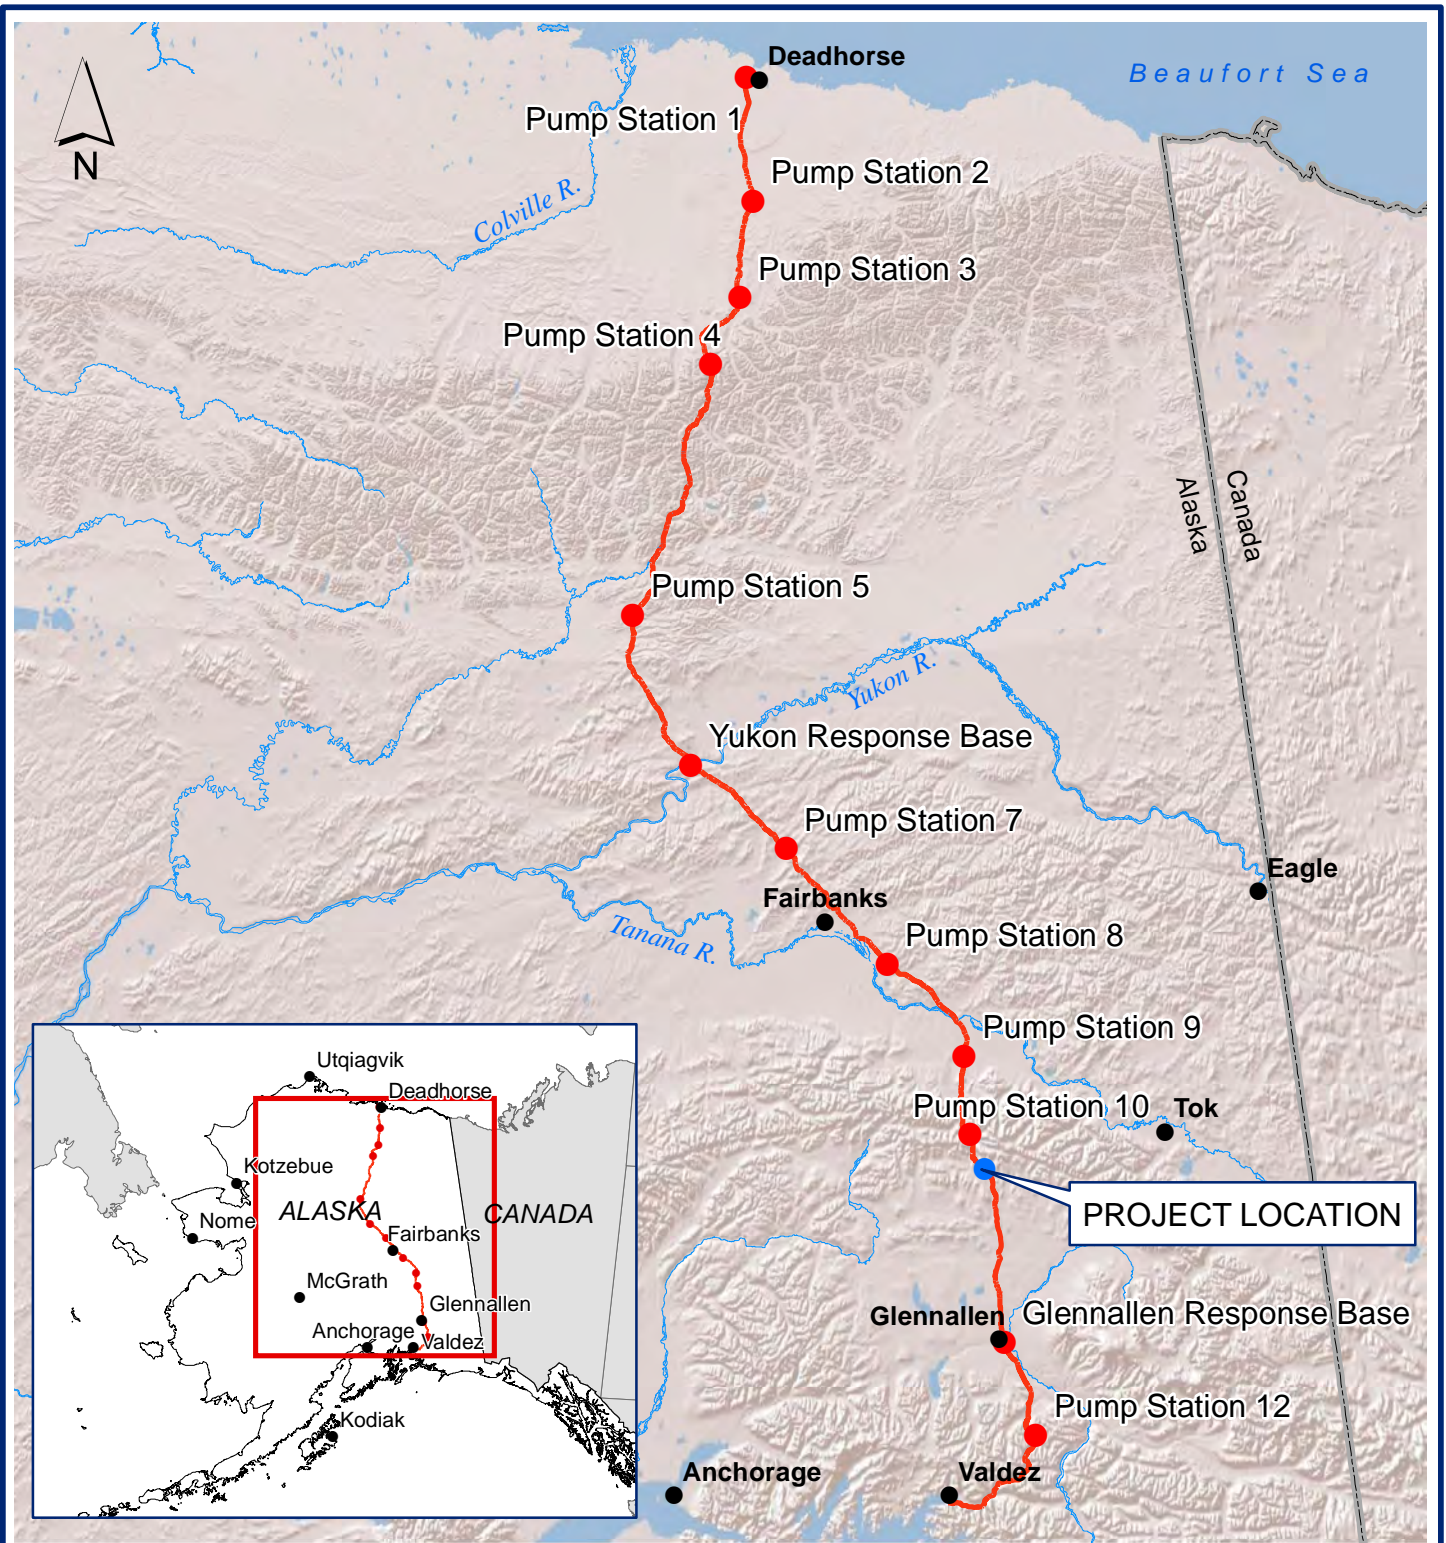 Deadhorse
Beaufort Sea
Pump Station 1
N
Pump Station 2
Colville R.
Pump Station 3
Pump Station 4
Canada
Alaska
Pump Station 5
Yukon R.
Yukon Response Base
Pump Station 7
Eagle
Fairbanks
Tanana R.
Pump Station 8
Pump Station 9
Pump Station 10
Tok
PROJECT LOCATION
Glennallen
Glennallen Response Base
Pump Station 12
Anchorage
Valdez
Utqiagvik
Deadhorse
Kotzebue
Nome
ALASKA
CANADA
Fairbanks
McGrath
Glennallen
Anchorage
Valdez
Kodiak